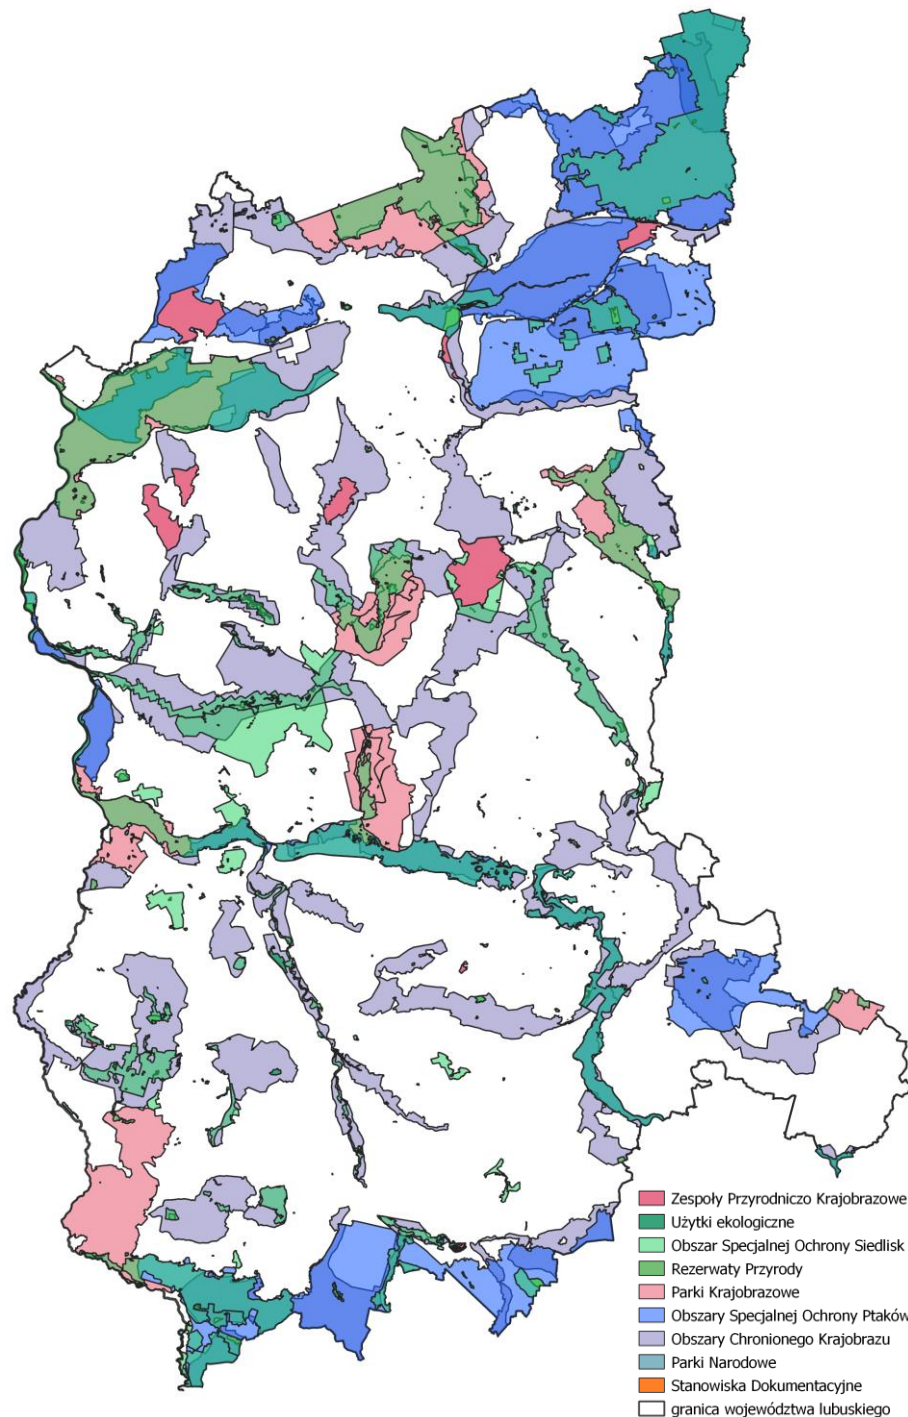 Zespoły Przyrodniczo Krajobrazowe
Użytki ekologiczne
Obszar Specjalnej Ochrony Siedlisk
Rezerwaty Przyrody
Parki Krajobrazowe
Obszary Specjalnej Ochrony Ptaków
Obszary Chronionego Krajobrazu
Parki Narodowe
Stanowiska Dokumentacyjne
granica województwa lubuskiego